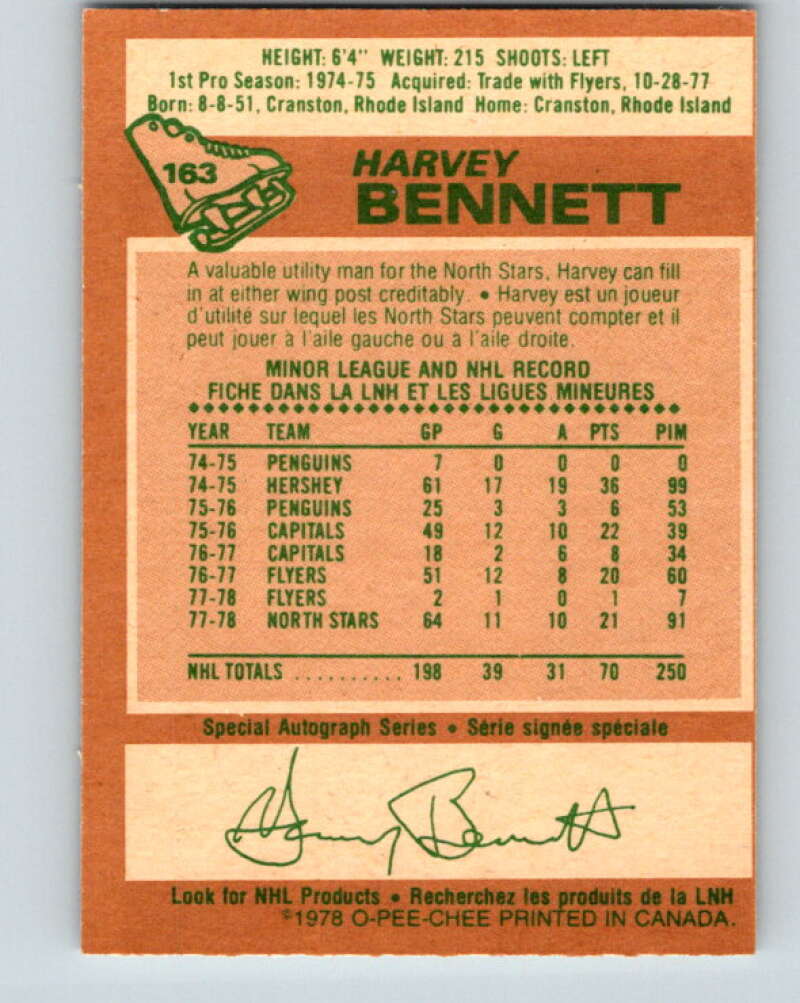 HEIGHT: 6'4" WEIGHT: 215 SHOOTS: LEFT
1st Pro Season: 1974-75 Acquired: Trade with Flyers, 10-28-77
Born: 8-8-51, Cranston, Rhode Island Home: Cranston, Rhode Island
163
HARVEY
BENNETT
A valuable utility man for the North Stars, Harvey can fill
in at either wing post creditably. • Harvey est un joueur
d'utilité sur lequel les North Stars peuvent compter et il
peut jouer à l'aile gauche ou à l'aile droite.
MINOR LEAGUE AND NHL RECORD
FICHE DANS LA LNH ET LES LIGUES MINEURES
YEAR TEAM GP G A PTS PIM
74-75 PENGUINS 7 0 0 0 0
74-75 HERSHEY 61 17 19 36 99
75-76 PENGUINS 25 3 3 6 53
75-76 CAPITALS 49 12 10 22 39
76-77 CAPITALS 18 2 6 8 34
76-77 FLYERS 51 12 8 20 60
77-78 FLYERS 2 1 0 1 7
77-78 NORTH STARS 64 11 10 21 91
NHL TOTALS .......... 198 39 31 70 250
Special Autograph Series • Série signée spéciale
Harvey Bennett
Look for NHL Products • Recherchez les produits de la LNH
©1978 O-PEE-CHEE PRINTED IN CANADA.